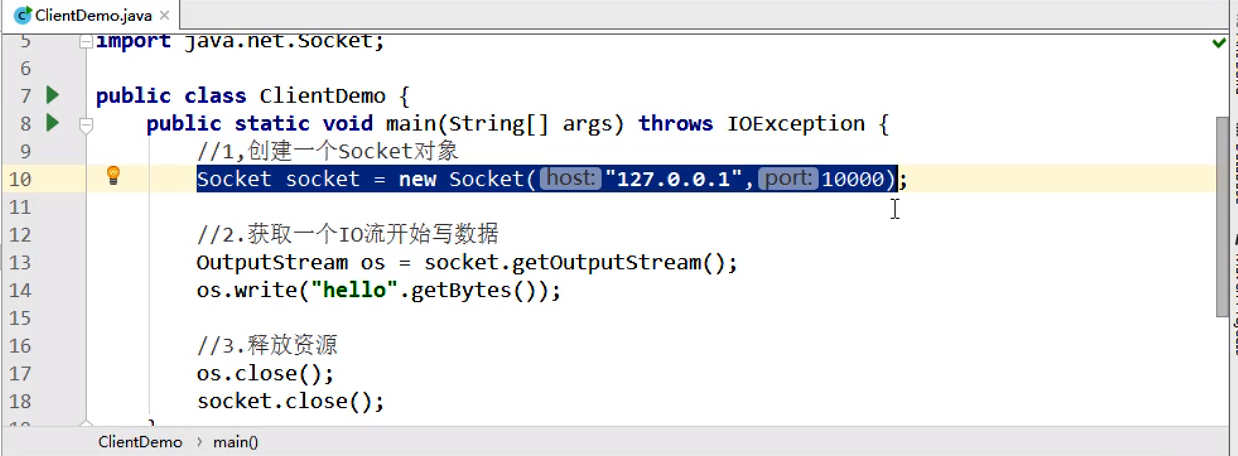 ClientDemo.java
5 import java.net.Socket;
6
7 public class ClientDemo {
8 public static void main(String[] args) throws IOException {
9 //1,创建一个Socket对象
10 Socket socket = new Socket( host: "127.0.0.1", port: 10000);
11
12 //2.获取一个IO流开始写数据
13 OutputStream os = socket.getOutputStream();
14 os.write("hello".getBytes());
15
16 //3.释放资源
17 os.close();
18 socket.close();
ClientDemo › main()